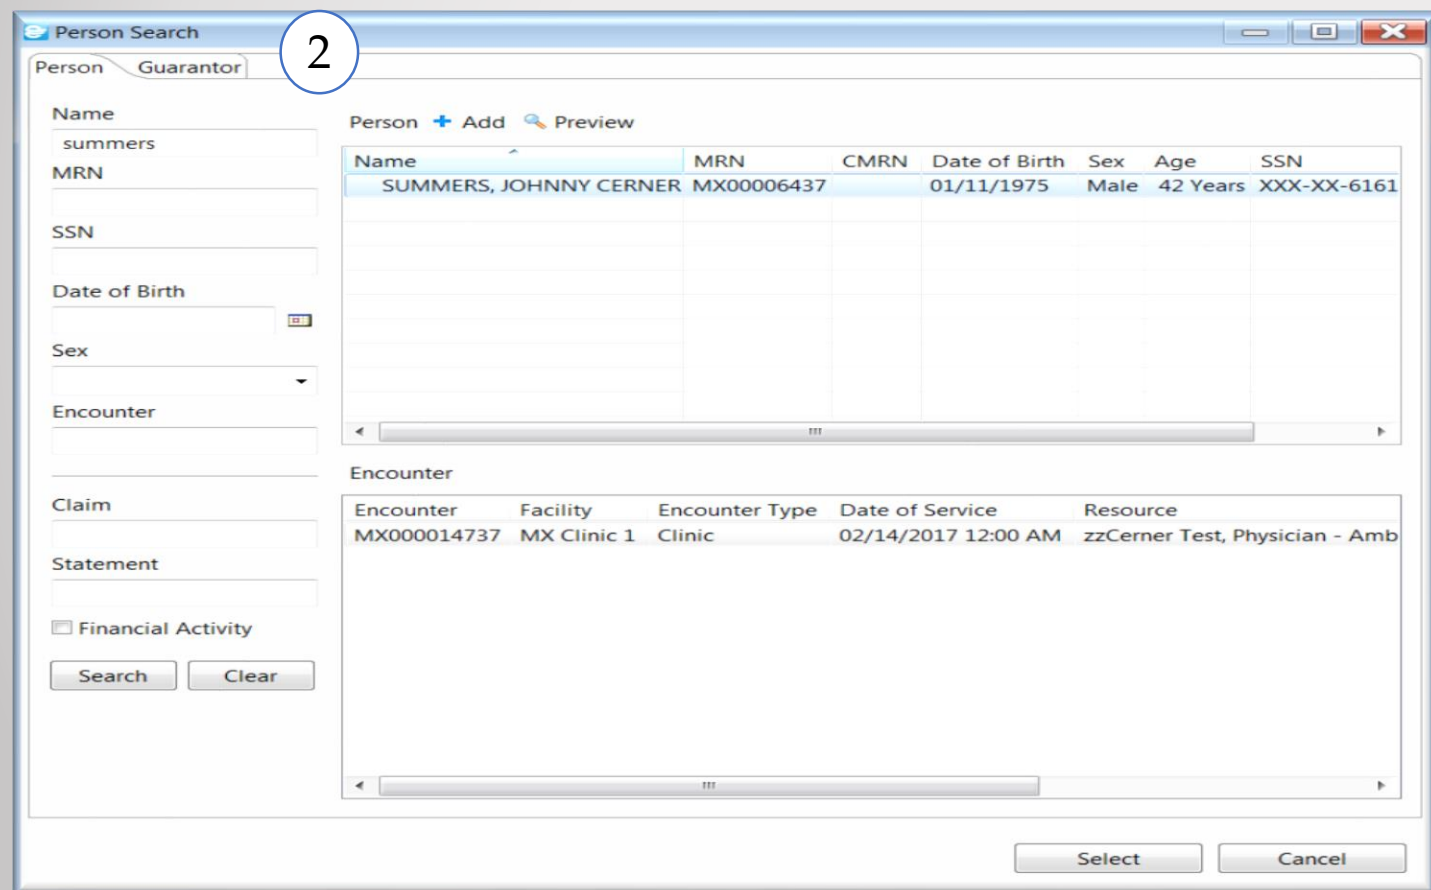 Person Search
2
Person Guarantor
Name
summers
MRN
SSN
Date of Birth
Sex
Encounter
Claim
Statement
Financial Activity
Search Clear
Person + Add Preview
Name MRN CMRN Date of Birth Sex Age SSN
SUMMERS, JOHNNY CERNER MX00006437 01/11/1975 Male 42 Years XXX-XX-6161
Encounter
Encounter Facility Encounter Type Date of Service Resource
MX000014737 MX Clinic 1 Clinic 02/14/2017 12:00 AM zzCerner Test, Physician - Amb
Select Cancel